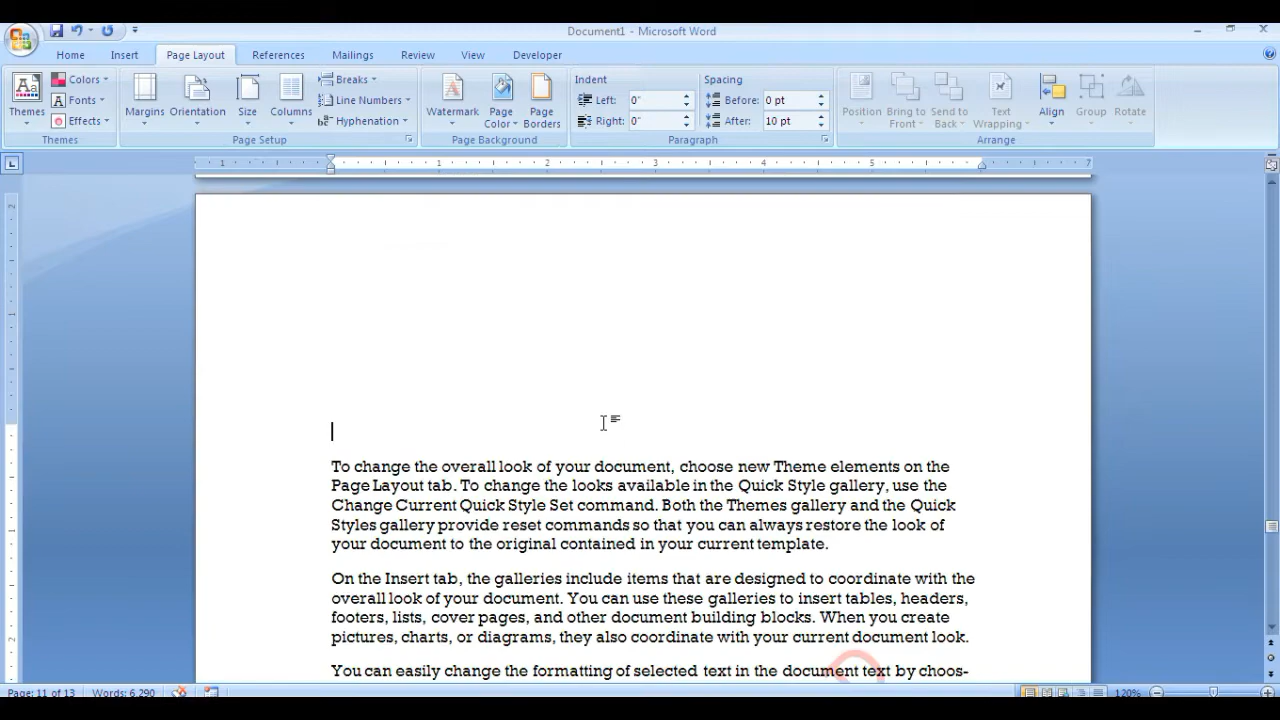 Document1 - Microsoft Word
Home Insert Page Layout References Mailings Review View Developer
Themes
Colors
Fonts
Effects
Themes
Margins
Orientation
Size
Columns
Breaks
Line Numbers
Hyphenation
Page Setup
Watermark
Page Color
Page Borders
Page Background
Indent
Left: 0"
Right: 0"
Spacing
Before: 0 pt
After: 10 pt
Paragraph
Position
Bring to Front
Send to Back
Text Wrapping
Align
Group
Rotate
Arrange
1 1 2 3 4 5 7
To change the overall look of your document, choose new Theme elements on the
Page Layout tab. To change the looks available in the Quick Style gallery, use the
Change Current Quick Style Set command. Both the Themes gallery and the Quick
Styles gallery provide reset commands so that you can always restore the look of
your document to the original contained in your current template.
On the Insert tab, the galleries include items that are designed to coordinate with the
overall look of your document. You can use these galleries to insert tables, headers,
footers, lists, cover pages, and other document building blocks. When you create
pictures, charts, or diagrams, they also coordinate with your current document look.
You can easily change the formatting of selected text in the document text by choos-
Page: 11 of 13 Words: 6,290 120%